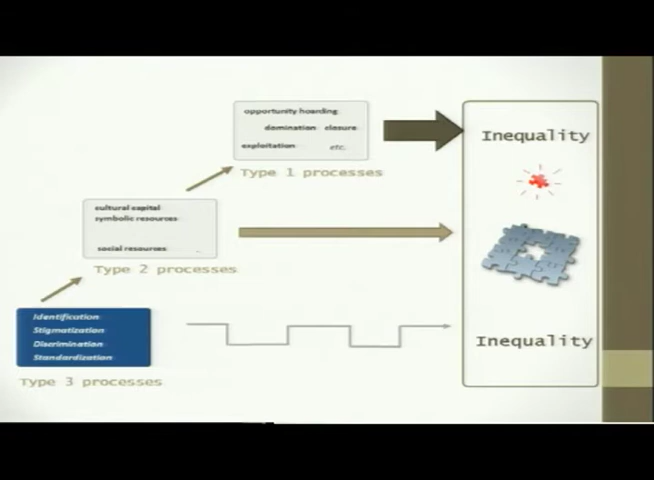 opportunity hoarding
domination closure
exploitation etc.
Inequality
Type 1 processes
cultural capital
symbolic resources
social resources
Type 2 processes
Identification
Stigmatization
Discrimination
Standardization
Inequality
Type 3 processes